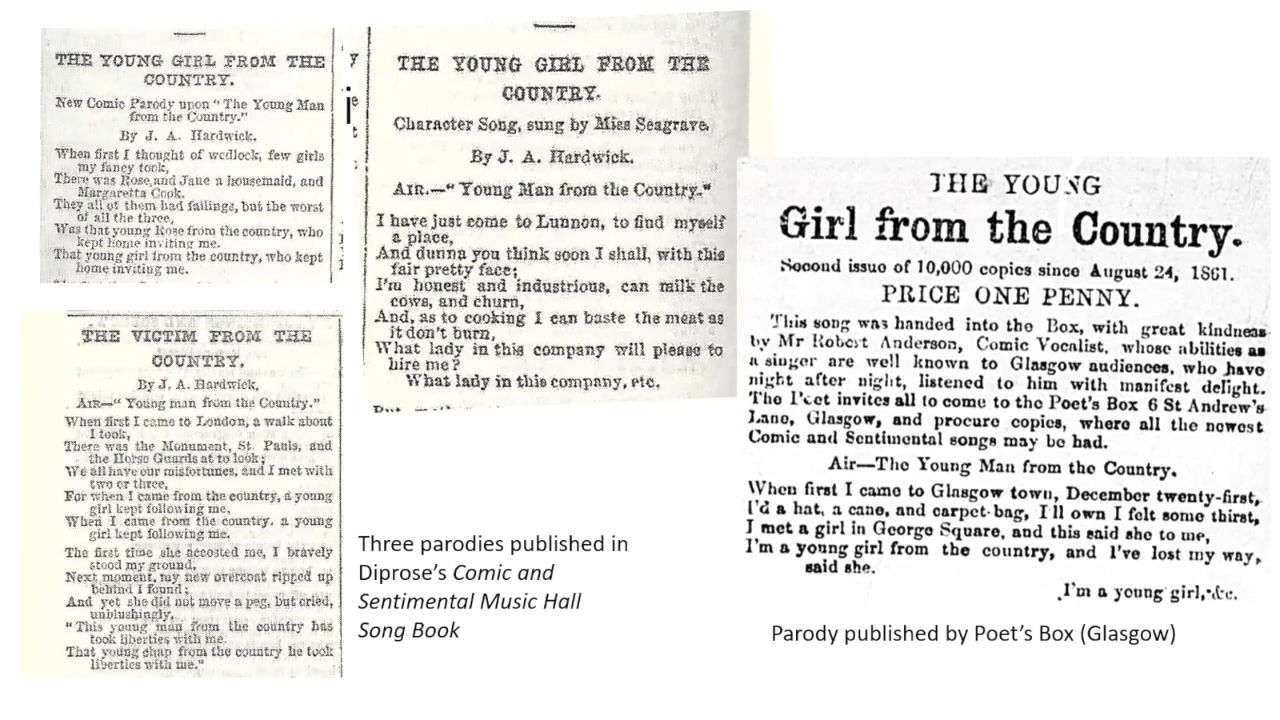 THE YOUNG GIRL FROM THE
COUNTRY.
New Comic Parody upon "The Young Man
from the Country."
By J. A. Hardwick.
When first I thought of wedlock, few girls
my fancy took,
There was Rose and Jane a housemaid, and
Margaretta Cook.
They all of them had failings, but the worst
of all the three,
Was that young Rose from the country, who
kept home inviting me.
That young girl from the country, who kept
home inviting me.
THE VICTIM FROM THE
COUNTRY.
By J. A. Hardwick,
AIR—"Young man from the Country."
When first I came to London, a walk about
I took,
There was the Monument, St. Pauls, and
the Horse Guards at to look;
We all have our misfortunes, and I met with
two or three,
For when I came from the country, a young
girl kept following me,
When I came from the country. a young
girl kept following me.
The first time she accosted me, I bravely
stood my ground,
Next moment, my new overcoat ripped up
behind I found;
And yet she did not move a peg, but cried,
unblushingly,
"This young man from the country has
took liberties with me.
That young chap from the country he took
liberties with me."
THE YOUNG GIRL FROM THE
COUNTRY.
Character Song, sung by Miss Seagrave.
By J. A. Hardwick.
AIR.—"Young Man from the Country."
I have just come to Lunnon, to find myself
a place,
And dunna you think soon I shall, with this
fair pretty face;
I'm honest and industrious, can milk the
cows, and churn,
And, as to cooking I can baste the meat as
it don't burn,
What lady in this company will please to
hire me?
What lady in this company, etc.
Three parodies published in
Diprose's Comic and
Sentimental Music Hall
Song Book
THE YOUNG
Girl from the Country.
Second issue of 10,000 copies since August 24, 1861.
PRICE ONE PENNY.
This song was handed into the Box, with great kindness
by Mr Robert Anderson, Comic Vocalist, whose abilities as
a singer are well known to Glasgow audiences, who have
night after night, listened to him with manifest delight.
The Poet invites all to come to the Poet's Box 6 St Andrew's
Lane, Glasgow, and procure copies, where all the newest
Comic and Sentimental songs may be had.
Air—The Young Man from the Country.
When first I came to Glasgow town, December twenty-first,
I'd a hat, a cane, and carpet-bag, I'll own I felt some thirst,
I met a girl in George Square, and this said she to me,
I'm a young girl from the country, and I've lost my way,
said she.
I'm a young girl, &c.
Parody published by Poet's Box (Glasgow)